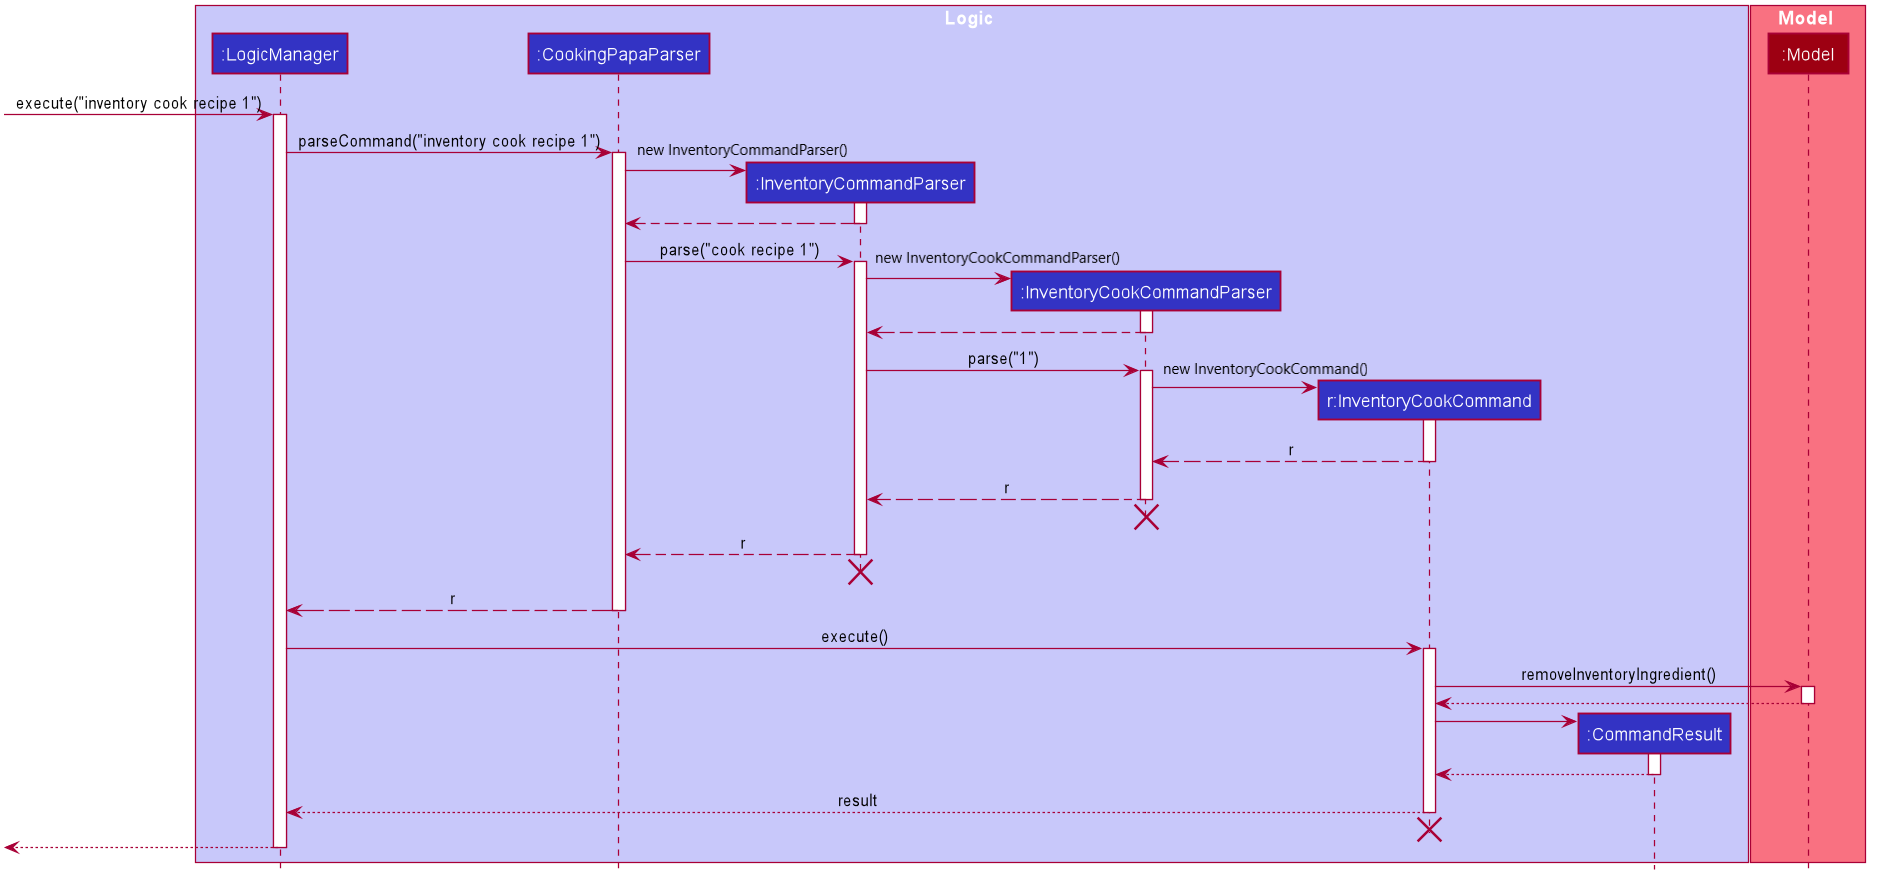 Logic
Model
:LogicManager
:CookingPapaParser
:Model
execute("inventory cook recipe 1")
parseCommand("inventory cook recipe 1")
new InventoryCommandParser()
:InventoryCommandParser
parse("cook recipe 1")
new InventoryCookCommandParser()
:InventoryCookCommandParser
parse("1")
new InventoryCookCommand()
r:InventoryCookCommand
r
r
r
r
execute()
removeInventoryIngredient()
:CommandResult
result